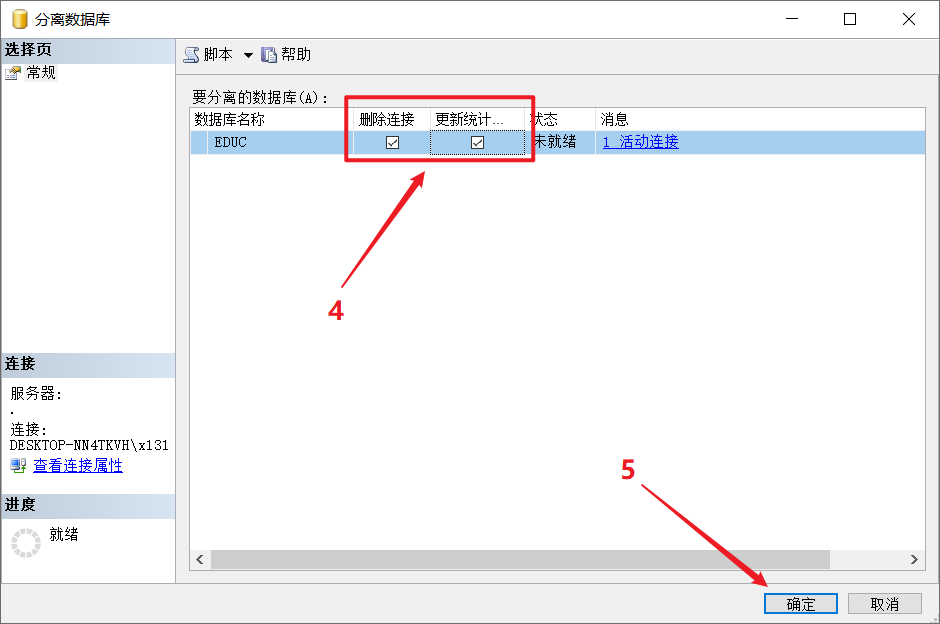 分离数据库
选择页
常规
脚本 帮助
要分离的数据库(A):
数据库名称 删除连接 更新统计... 状态 消息
EDUC 未就绪 1 活动连接
4
连接
服务器:
.
连接:
DESKTOP-NN4TKVH\x131
查看连接属性
进度
就绪
5
确定 取消